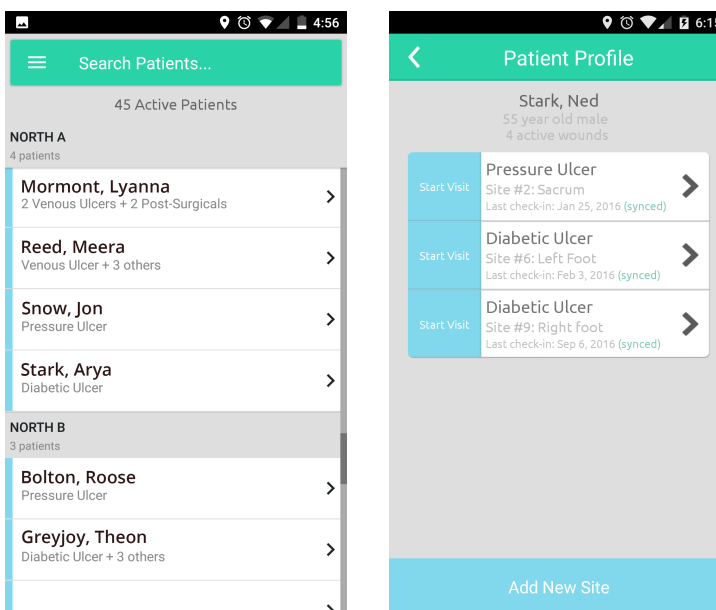 4:56
Search Patients...
45 Active Patients
NORTH A
4 patients
Mormont, Lyanna
2 Venous Ulcers + 2 Post-Surgicals
Reed, Meera
Venous Ulcer + 3 others
Snow, Jon
Pressure Ulcer
Stark, Arya
Diabetic Ulcer
NORTH B
3 patients
Bolton, Roose
Pressure Ulcer
Greyjoy, Theon
Diabetic Ulcer + 3 others
6:15
Patient Profile
Stark, Ned
55 year old male
4 active wounds
Start Visit
Pressure Ulcer
Site #2: Sacrum
Last check-in: Jan 25, 2016 (synced)
Start Visit
Diabetic Ulcer
Site #6: Left Foot
Last check-in: Feb 3, 2016 (synced)
Start Visit
Diabetic Ulcer
Site #9: Right foot
Last check-in: Sep 6, 2016 (synced)
Add New Site